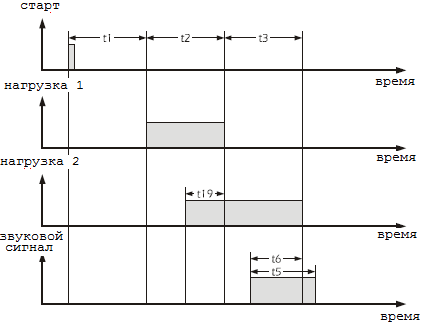 старт
t1 t2 t3
время
нагрузка 1
время
нагрузка 2
t19
время
звуковой
сигнал
t6
t5
время